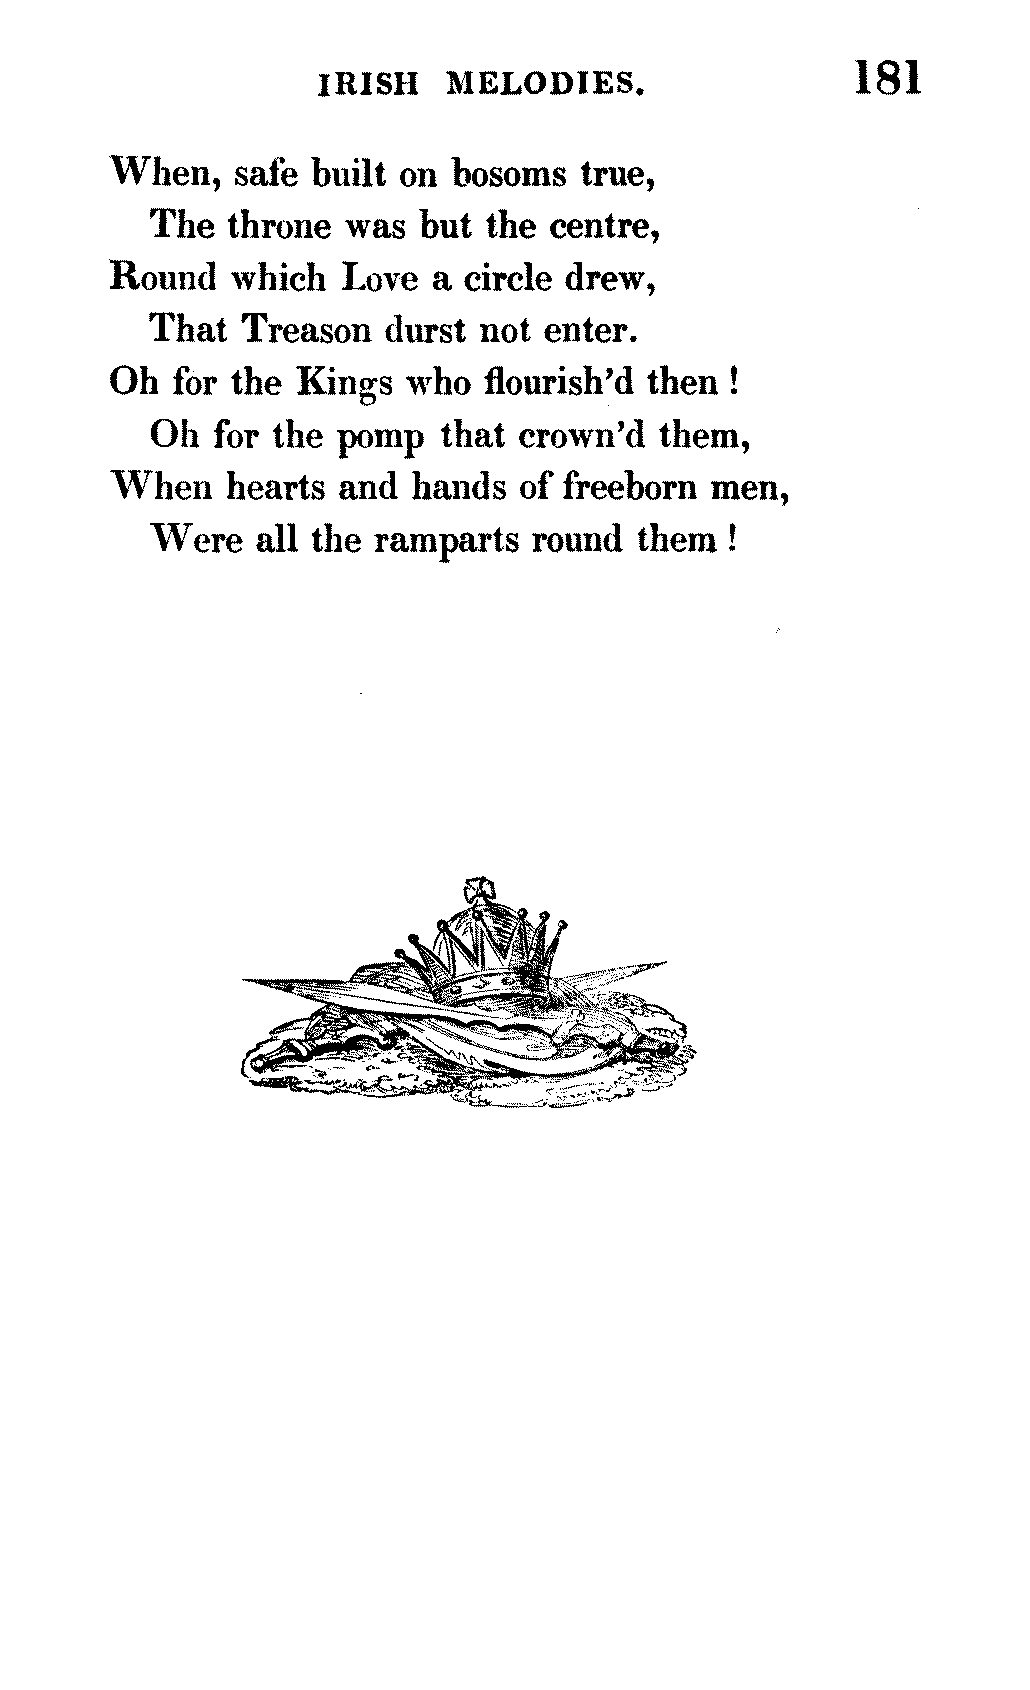 IRISH MELODIES. 181
When, safe built on bosoms true,
The throne was but the centre,
Round which Love a circle drew,
That Treason durst not enter.
Oh for the Kings who flourish'd then !
Oh for the pomp that crown'd them,
When hearts and hands of freeborn men,
Were all the ramparts round them !